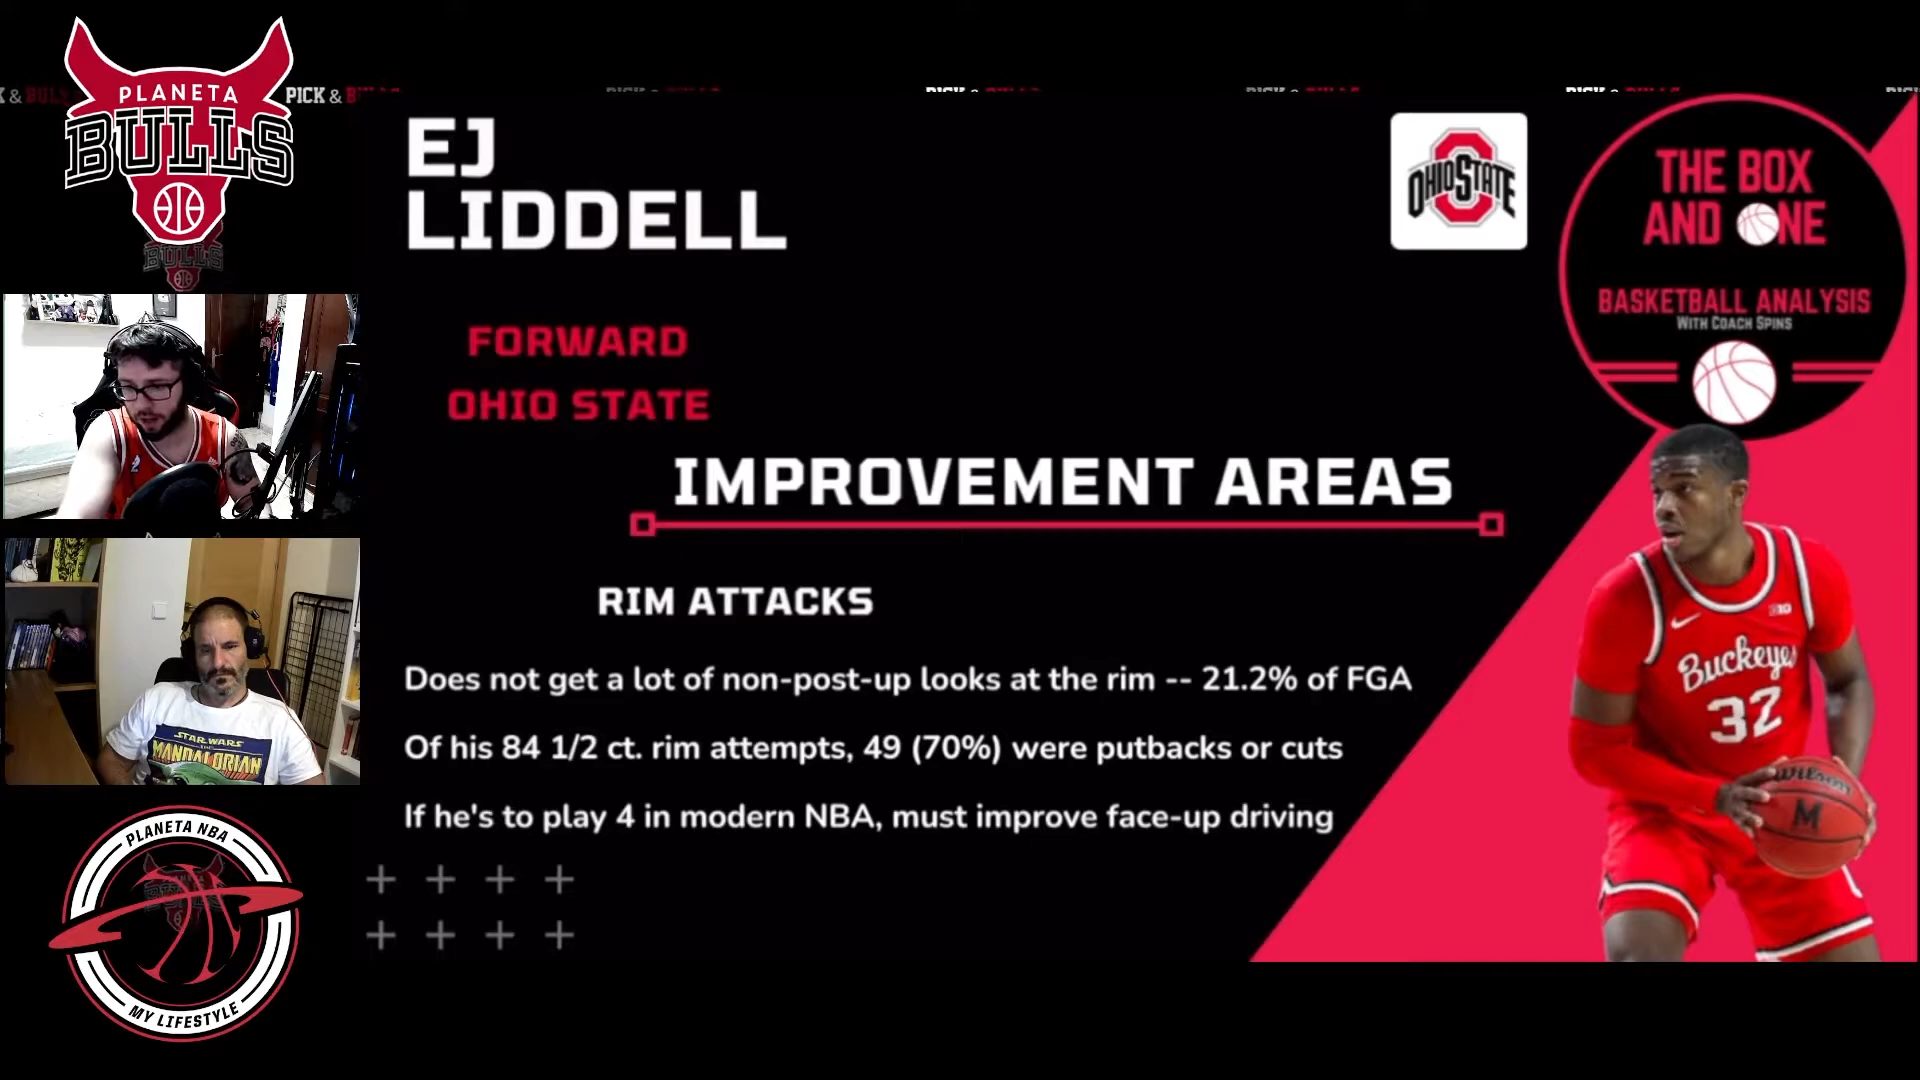 PLANETA
BULLS
PICK &
EJ
LIDDELL
OHIO STATE
THE BOX
AND ONE
BASKETBALL ANALYSIS
WITH COACH SPINS
FORWARD
OHIO STATE
IMPROVEMENT AREAS
RIM ATTACKS
Does not get a lot of non-post-up looks at the rim -- 21.2% of FGA
Of his 84 1/2 ct. rim attempts, 49 (70%) were putbacks or cuts
If he's to play 4 in modern NBA, must improve face-up driving
STAR WARS
THE
MANDALORIAN
Buckeyes
32
Wilson
M
PLANETA NBA
MY LIFESTYLE